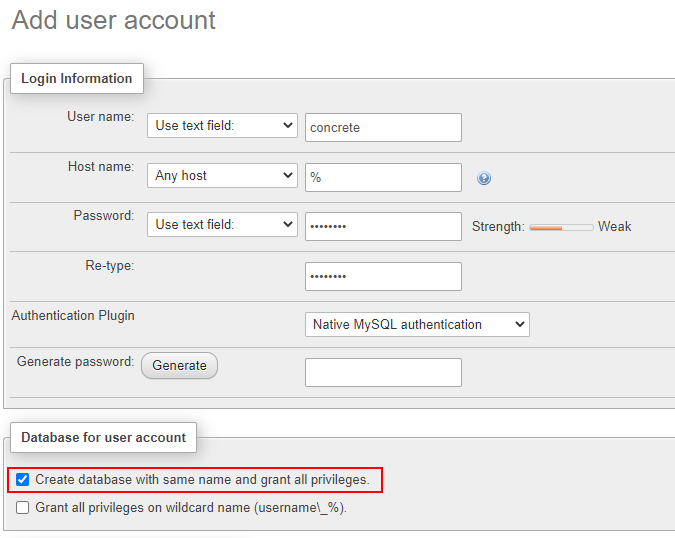 Add user account
Login Information
User name: Use text field: concrete
Host name: Any host %
Password: Use text field: •••••••• Strength: Weak
Re-type: ••••••••
Authentication Plugin Native MySQL authentication
Generate password: Generate
Database for user account
Create database with same name and grant all privileges.
Grant all privileges on wildcard name (username\_%).